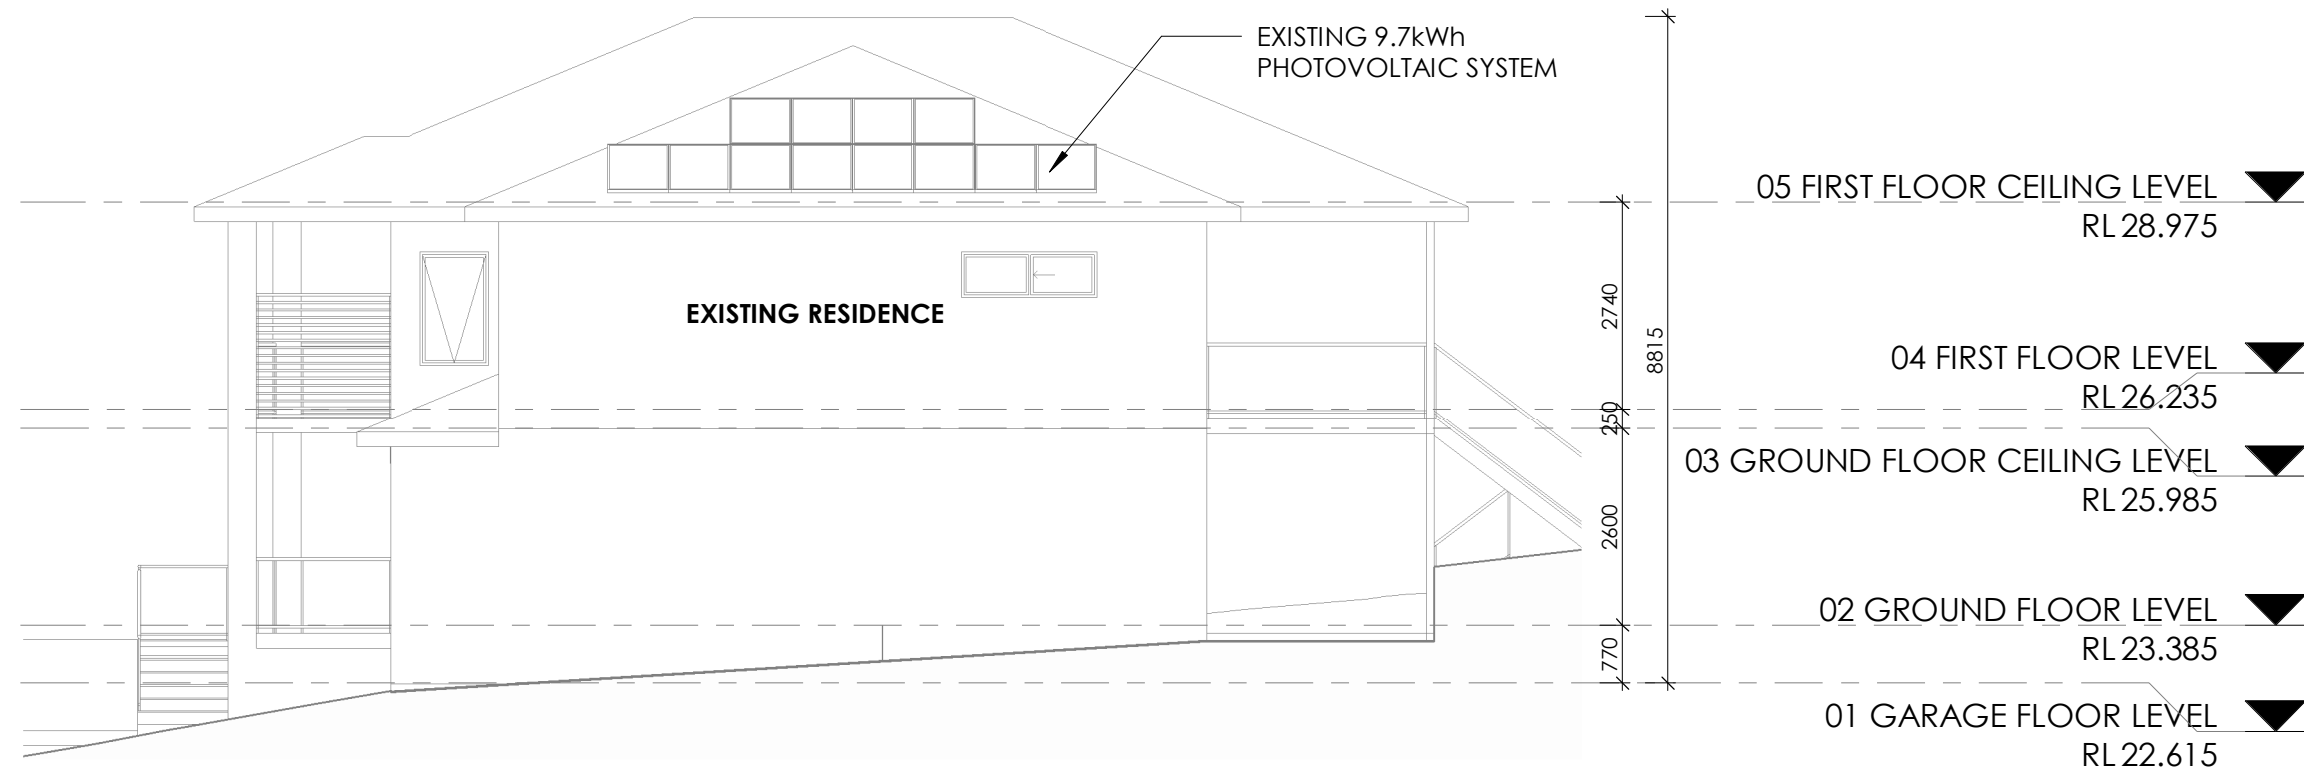 EXISTING 9.7kWh
PHOTOVOLTAIC SYSTEM
05 FIRST FLOOR CEILING LEVEL
RL 28.975
EXISTING RESIDENCE
2740
8815
04 FIRST FLOOR LEVEL
RL 26.235
250
03 GROUND FLOOR CEILING LEVEL
RL 25.985
2600
02 GROUND FLOOR LEVEL
RL 23.385
770
01 GARAGE FLOOR LEVEL
RL 22.615